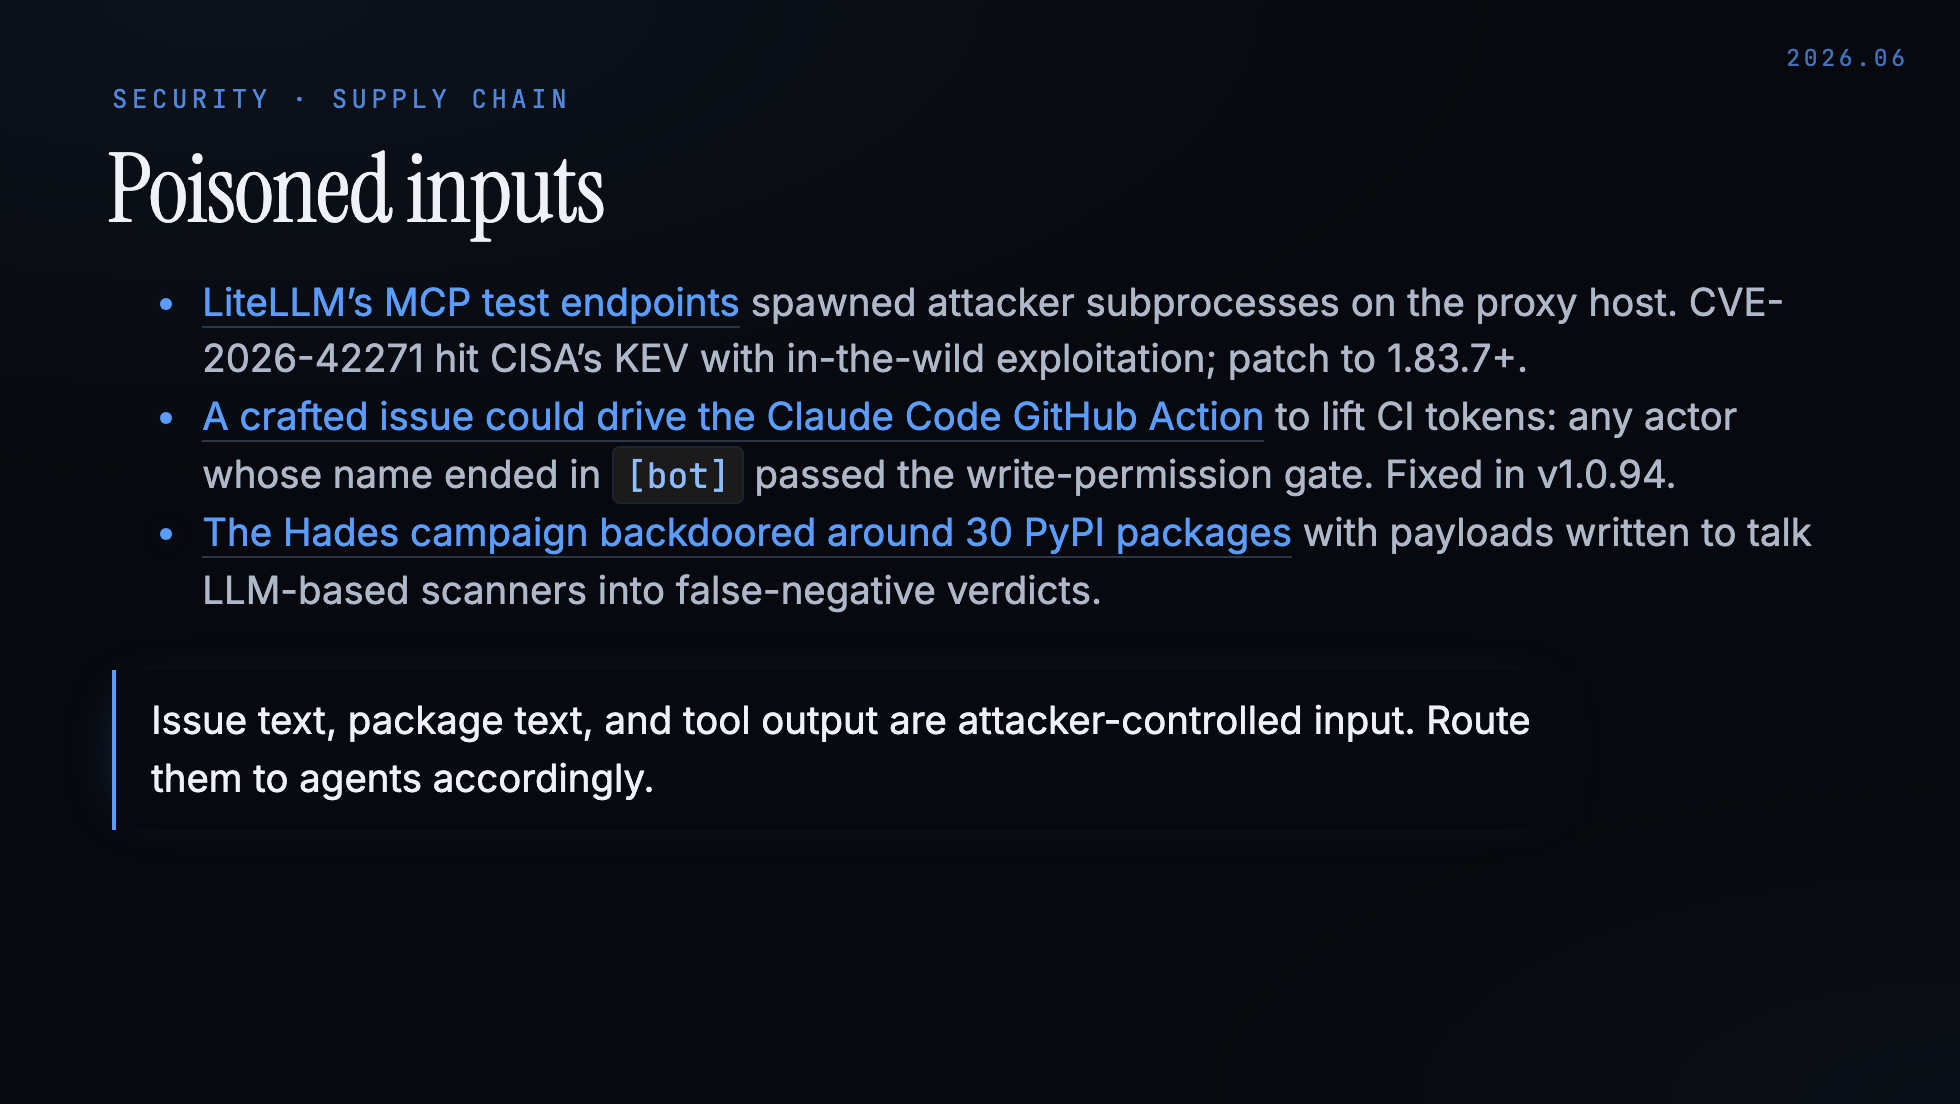 2026.06
SECURITY · SUPPLY CHAIN
Poisoned inputs
• LiteLLM’s MCP test endpoints spawned attacker subprocesses on the proxy host. CVE-
2026-42271 hit CISA’s KEV with in-the-wild exploitation; patch to 1.83.7+.
• A crafted issue could drive the Claude Code GitHub Action to lift CI tokens: any actor
whose name ended in [bot] passed the write-permission gate. Fixed in v1.0.94.
• The Hades campaign backdoored around 30 PyPI packages with payloads written to talk
LLM-based scanners into false-negative verdicts.
Issue text, package text, and tool output are attacker-controlled input. Route
them to agents accordingly.